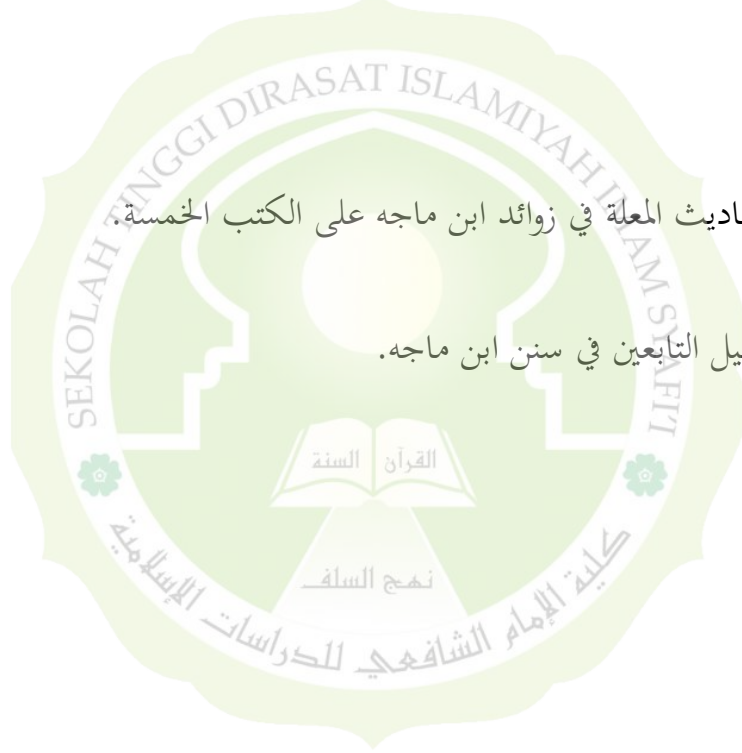 ماديث المعلة في زوائد ابن ماجه على الكتب الخمسة.
يل التابعين في سنن ابن ماجه.
SEKOLAH TINGGI DIRASAT ISLAMIYAH IMAM SYAFI'I
القرآن السنة
نهج السلف
كلية الإمام الشافعي للدراسات الإسلامية